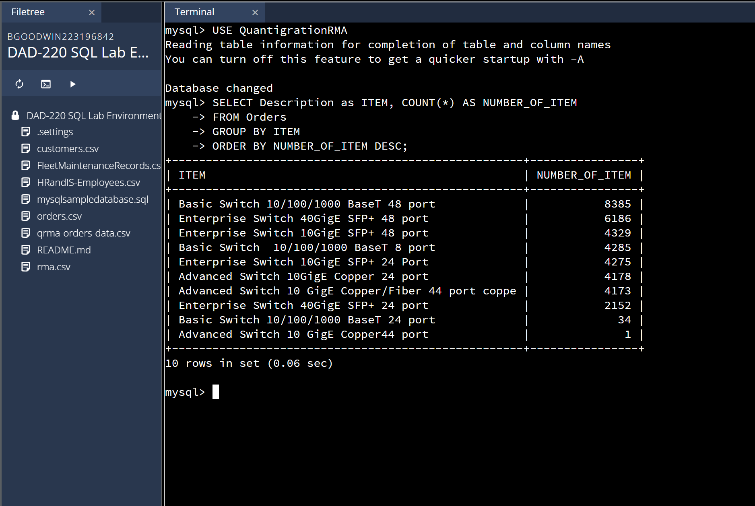 Filetree ×
BGOODWIN223196842
DAD-220 SQL Lab E...
DAD-220 SQL Lab Environment
.settings
customers.csv
FleetMaintenanceRecords.cs
HRandIS-Employees.csv
mysqlsampledatabase.sql
orders.csv
qrma orders data.csv
README.md
rma.csv
Terminal ×
mysql> USE QuantigrationRMA
Reading table information for completion of table and column names
You can turn off this feature to get a quicker startup with -A
Database changed
mysql> SELECT Description as ITEM, COUNT(*) AS NUMBER_OF_ITEM
-> FROM Orders
-> GROUP BY ITEM
-> ORDER BY NUMBER_OF_ITEM DESC;
+----------------------------------------------------+----------------+
| ITEM | NUMBER_OF_ITEM |
+----------------------------------------------------+----------------+
| Basic Switch 10/100/1000 BaseT 48 port | 8385 |
| Enterprise Switch 40GigE SFP+ 48 port | 6186 |
| Enterprise Switch 10GigE SFP+ 48 port | 4329 |
| Basic Switch  10/100/1000 BaseT 8 port | 4285 |
| Enterprise Switch 10GigE SFP+ 24 Port | 4275 |
| Advanced Switch 10GigE Copper 24 port | 4178 |
| Advanced Switch 10 GigE Copper/Fiber 44 port coppe | 4173 |
| Enterprise Switch 40GigE SFP+ 24 port | 2152 |
| Basic Switch 10/100/1000 BaseT 24 port | 34 |
| Advanced Switch 10 GigE Copper44 port | 1 |
+----------------------------------------------------+----------------+
10 rows in set (0.06 sec)
mysql>